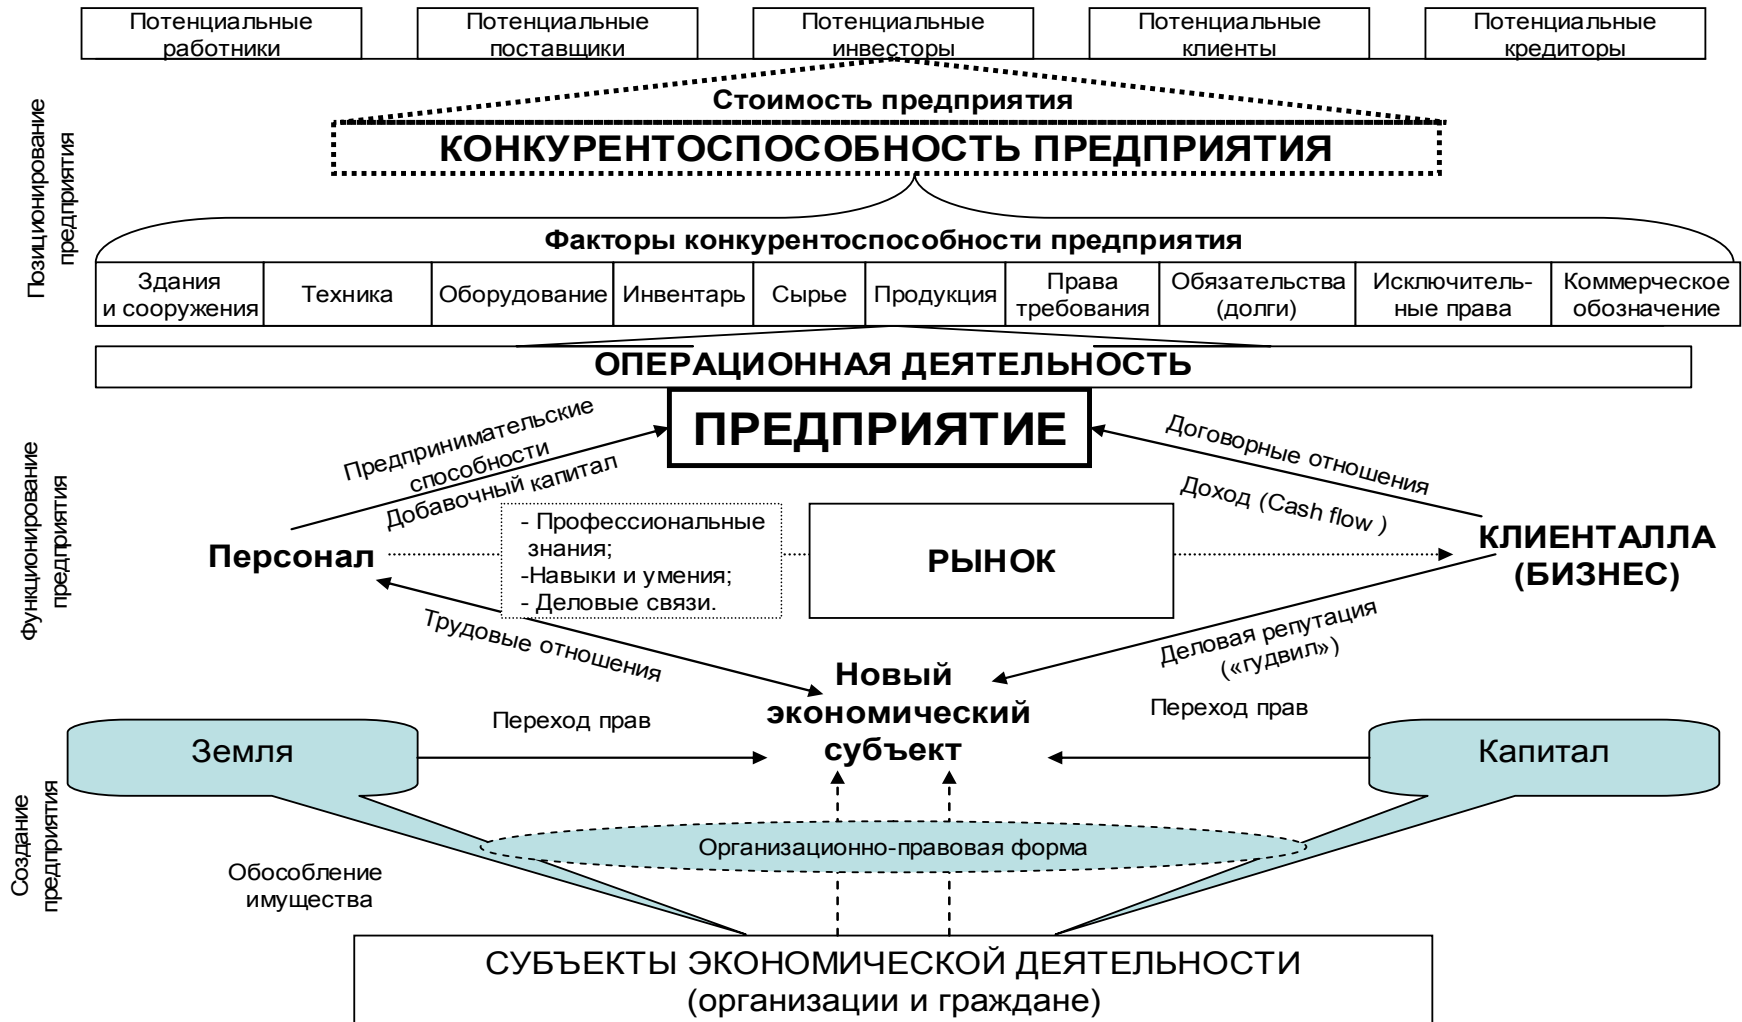 Потенциальные
работники
Потенциальные
поставщики
Потенциальные
инвесторы
Потенциальные
клиенты
Потенциальные
кредиторы
Позиционирование
предприятия
Стоимость предприятия
КОНКУРЕНТОСПОСОБНОСТЬ ПРЕДПРИЯТИЯ
Факторы конкурентоспособности предприятия
Здания
и сооружения
Техника
Оборудование
Инвентарь
Сырье
Продукция
Права
требования
Обязательства
(долги)
Исключитель-
ные права
Коммерческое
обозначение
ОПЕРАЦИОННАЯ ДЕЯТЕЛЬНОСТЬ
Функционирование
предприятия
ПРЕДПРИЯТИЕ
Предпринимательские
способности
Добавочный капитал
Договорные отношения
Доход (Cash flow )
Персонал
- Профессиональные
знания;
-Навыки и умения;
- Деловые связи.
РЫНОК
КЛИЕНТАЛЛА
(БИЗНЕС)
Трудовые отношения
Деловая репутация
(«гудвил»)
Новый
экономический
субъект
Переход прав
Переход прав
Земля
Капитал
Создание
предприятия
Организационно-правовая форма
Обособление
имущества
СУБЪЕКТЫ ЭКОНОМИЧЕСКОЙ ДЕЯТЕЛЬНОСТИ
(организации и граждане)